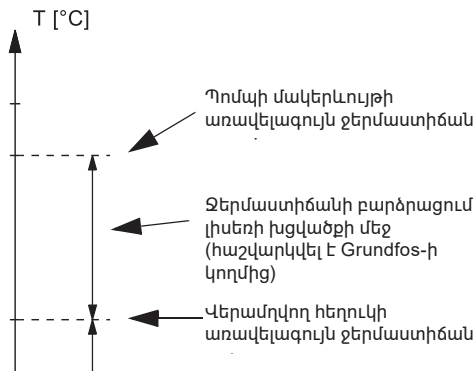 T [°C]
Պոմպի մակերևույթի
առավելագույն ջերմաստիճան
Ջերմաստիճանի բարձրացում
լիսեռի խցվածքի մեջ
(հաշվարկվել է Grundfos-ի
կողմից)
Վերամղվող հեղուկի
առավելագույն ջերմաստիճան